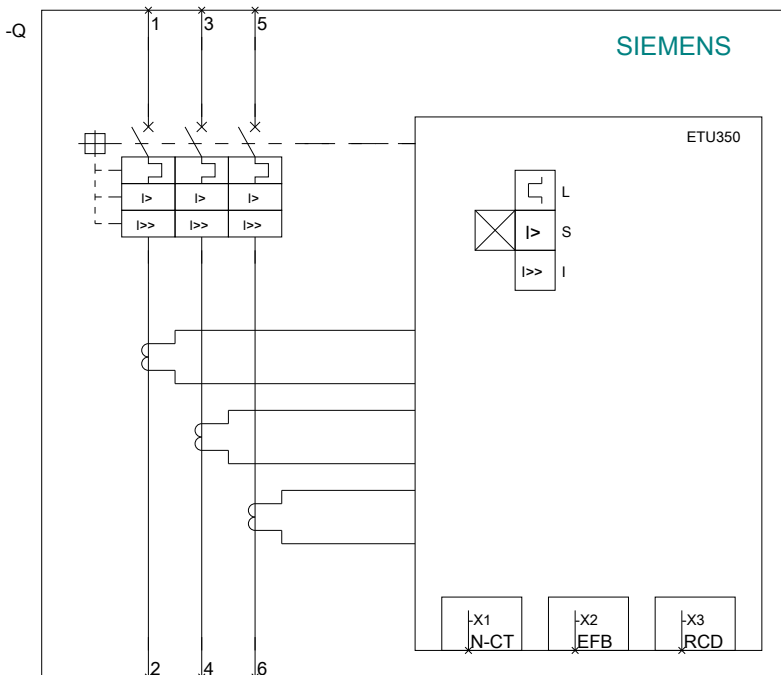 -Q
1 3 5
SIEMENS
ETU350
L
I> I> I>
I>> I>> I>>
I> S
I>> I
-X1 -X2 -X3
N-CT EFB RCD
2 4 6